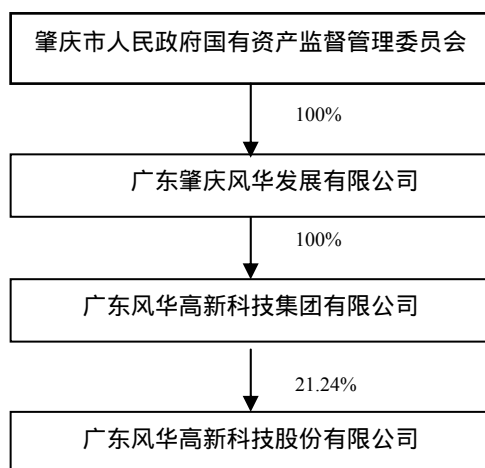 肇庆市人民政府国有资产监督管理委员会
100%
广东肇庆风华发展有限公司
100%
广东风华高新科技集团有限公司
21.24%
广东风华高新科技股份有限公司